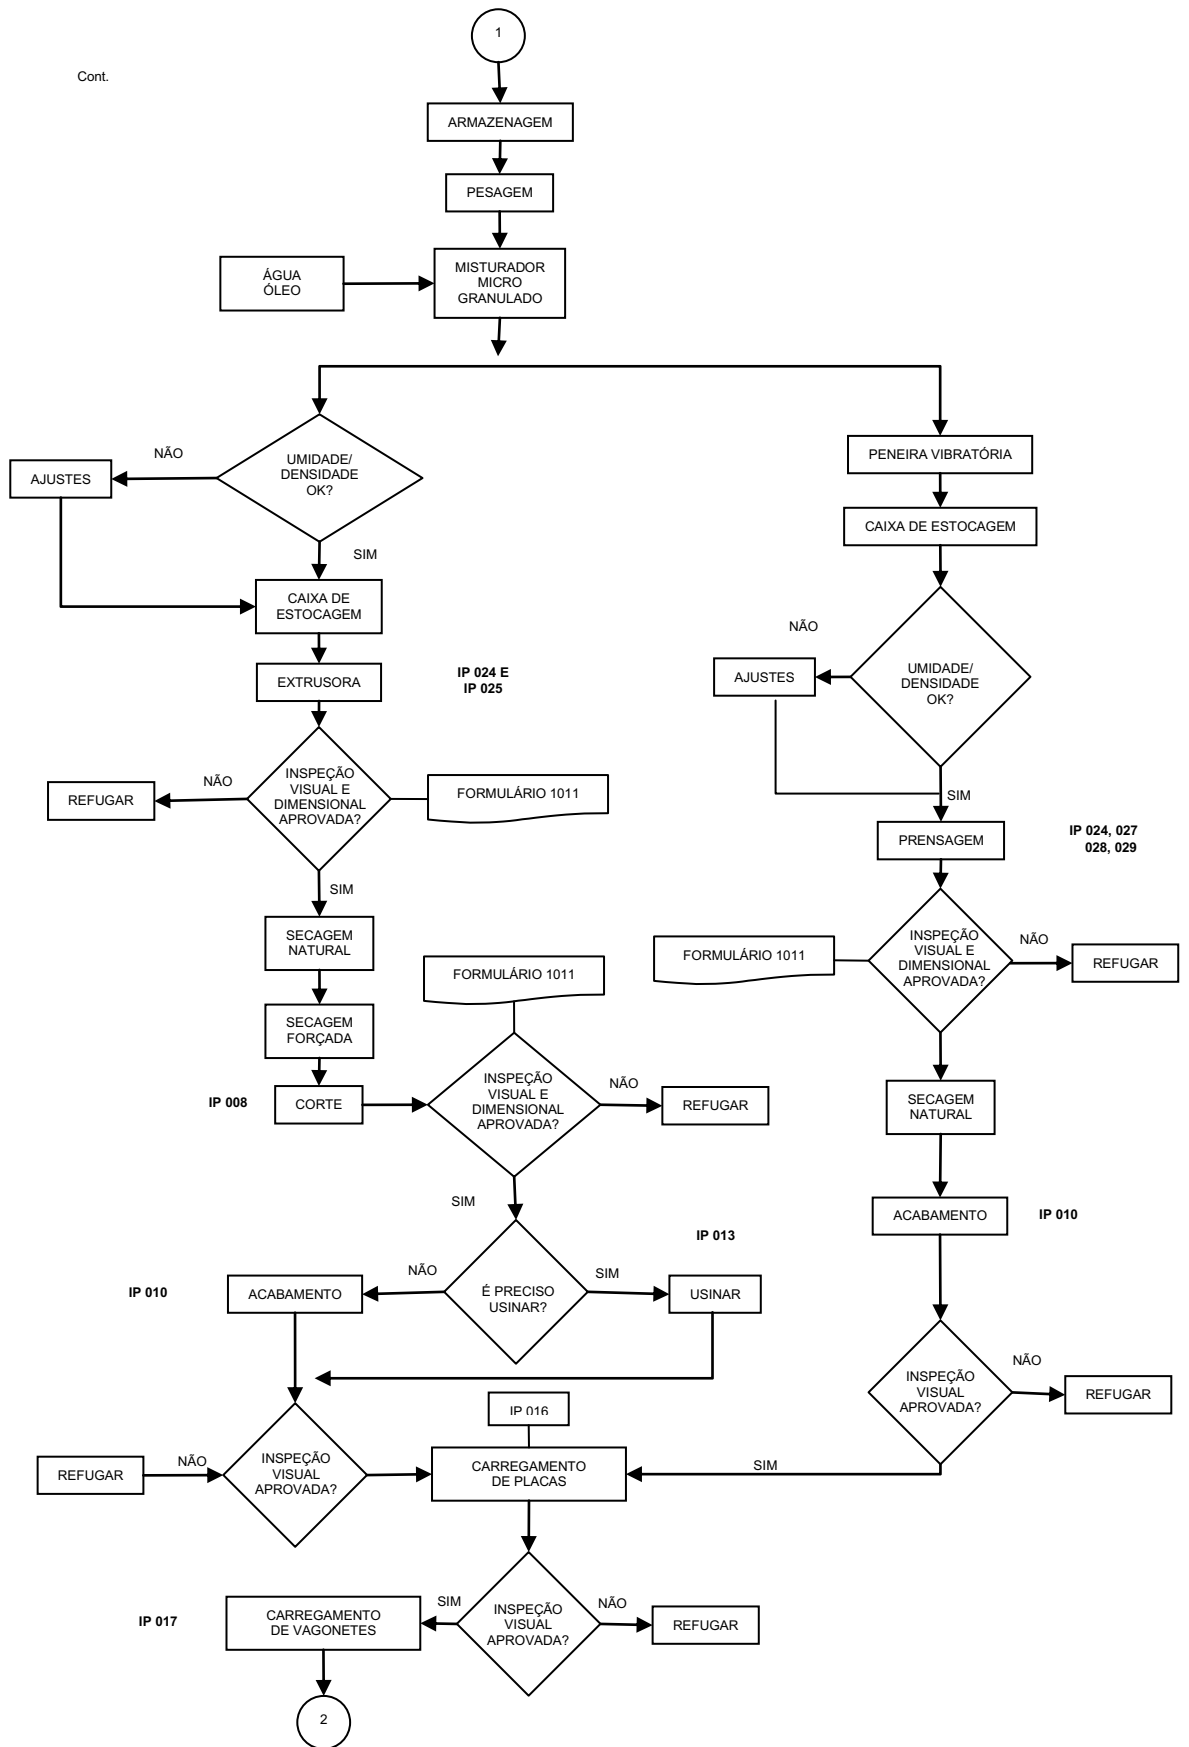 1
Cont.
ARMAZENAGEM
PESAGEM
ÁGUA
ÓLEO
MISTURADOR
MICRO
GRANULADO
NÃO
AJUSTES
UMIDADE/
DENSIDADE
OK?
SIM
CAIXA DE
ESTOCAGEM
EXTRUSORA
IP 024 E
IP 025
NÃO
REFUGAR
INSPEÇÃO
VISUAL E
DIMENSIONAL
APROVADA?
FORMULÁRIO 1011
SIM
SECAGEM
NATURAL
SECAGEM
FORÇADA
IP 008
CORTE
FORMULÁRIO 1011
INSPEÇÃO
VISUAL E
DIMENSIONAL
APROVADA?
NÃO
REFUGAR
SIM
É PRECISO
USINAR?
NÃO
SIM
IP 013
USINAR
IP 010
ACABAMENTO
REFUGAR
NÃO
INSPEÇÃO
VISUAL
APROVADA?
PENEIRA VIBRATÓRIA
CAIXA DE ESTOCAGEM
NÃO
AJUSTES
UMIDADE/
DENSIDADE
OK?
SIM
PRENSAGEM
IP 024, 027
028, 029
FORMULÁRIO 1011
INSPEÇÃO
VISUAL E
DIMENSIONAL
APROVADA?
NÃO
REFUGAR
SECAGEM
NATURAL
ACABAMENTO
IP 010
INSPEÇÃO
VISUAL
APROVADA?
NÃO
REFUGAR
SIM
IP 016
CARREGAMENTO
DE PLACAS
INSPEÇÃO
VISUAL
APROVADA?
NÃO
REFUGAR
SIM
IP 017
CARREGAMENTO
DE VAGONETES
2